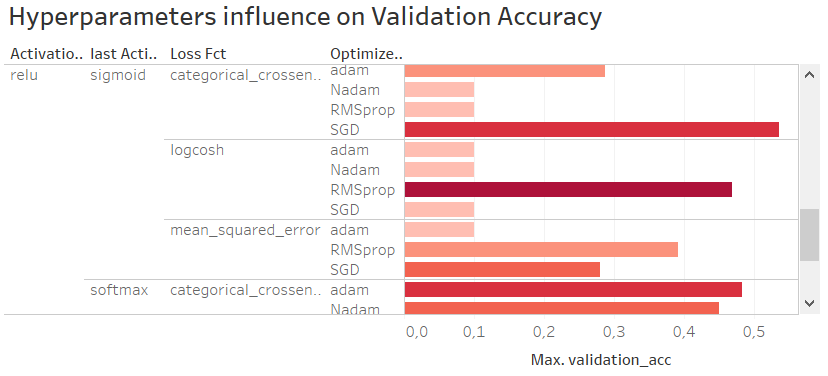 Hyperparameters influence on Validation Accuracy
Activatio.. last Acti.. Loss Fct Optimize..
relu sigmoid categorical_crossen.. adam
Nadam
RMSprop
SGD
logcosh adam
Nadam
RMSprop
SGD
mean_squared_error adam
RMSprop
SGD
softmax categorical_crossen.. adam
Nadam
0,0 0,1 0,2 0,3 0,4 0,5
Max. validation_acc